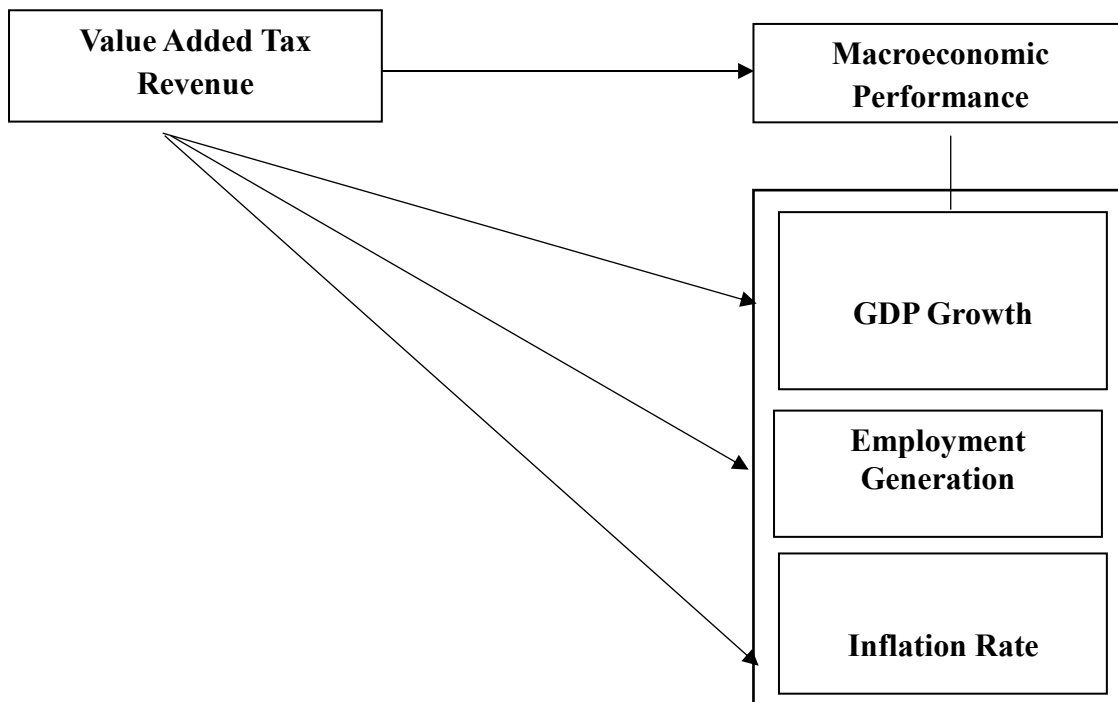 Value Added Tax
Revenue
Macroeconomic
Performance
GDP Growth
Employment
Generation
Inflation Rate